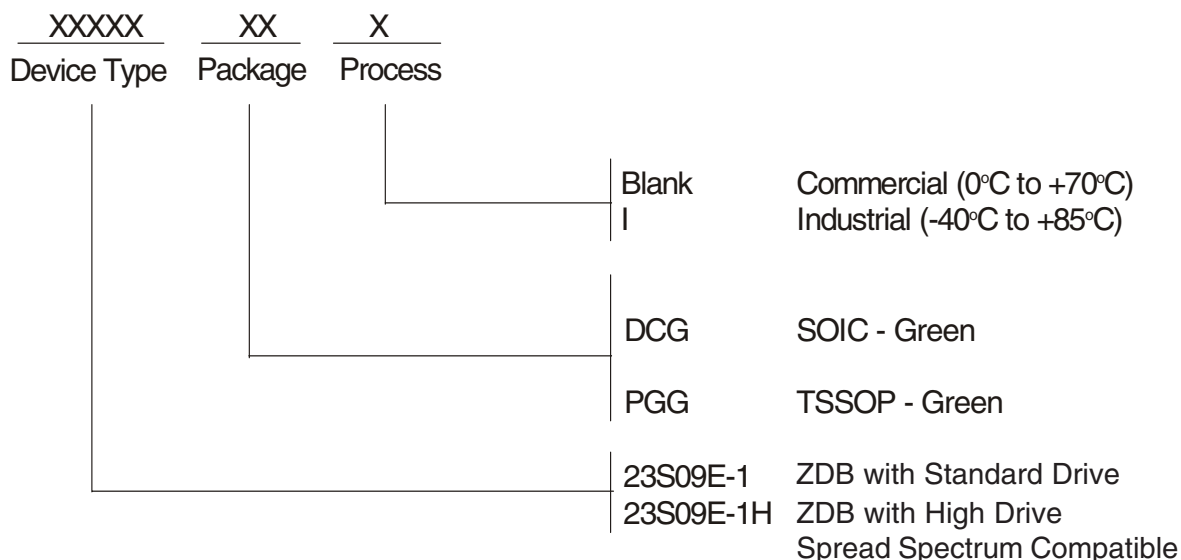 XXXXX XX X
Device Type Package Process
Blank Commercial (0°C to +70°C)
I Industrial (-40°C to +85°C)
DCG SOIC - Green
PGG TSSOP - Green
23S09E-1 ZDB with Standard Drive
23S09E-1H ZDB with High Drive
Spread Spectrum Compatible